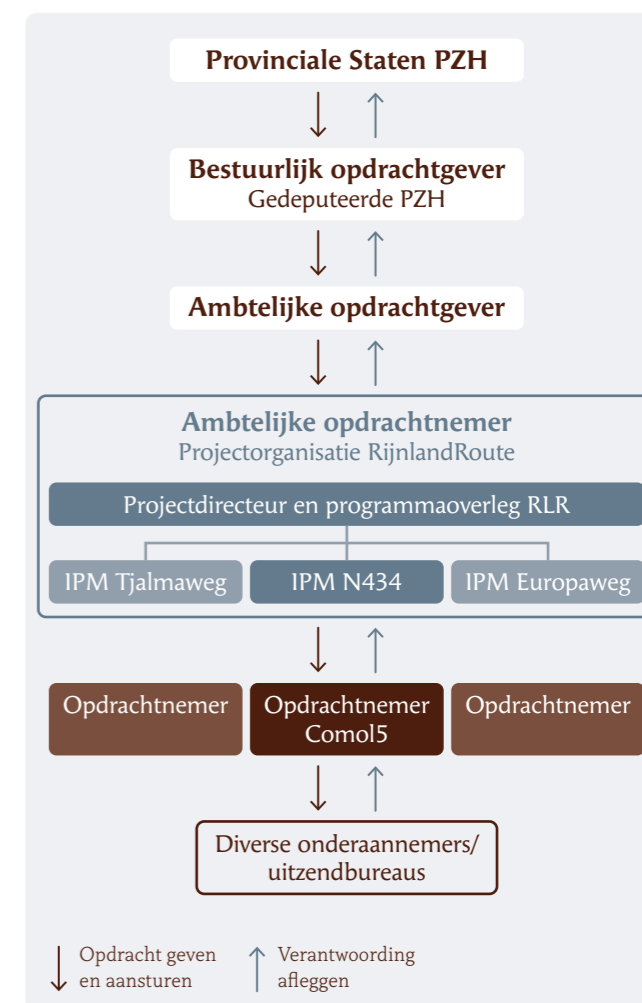 Provinciale Staten PZH
Bestuurlijk opdrachtgever
Gedeputeerde PZH
Ambtelijke opdrachtgever
Ambtelijke opdrachtnemer
Projectorganisatie RijnlandRoute
Projectdirecteur en programmaoverleg RLR
IPM Tjalmaweg
IPM N434
IPM Europaweg
Opdrachtnemer
Opdrachtnemer
Comol5
Opdrachtnemer
Diverse onderaannemers/
uitzendbureaus
Opdracht geven
en aansturen
Verantwoording
afleggen